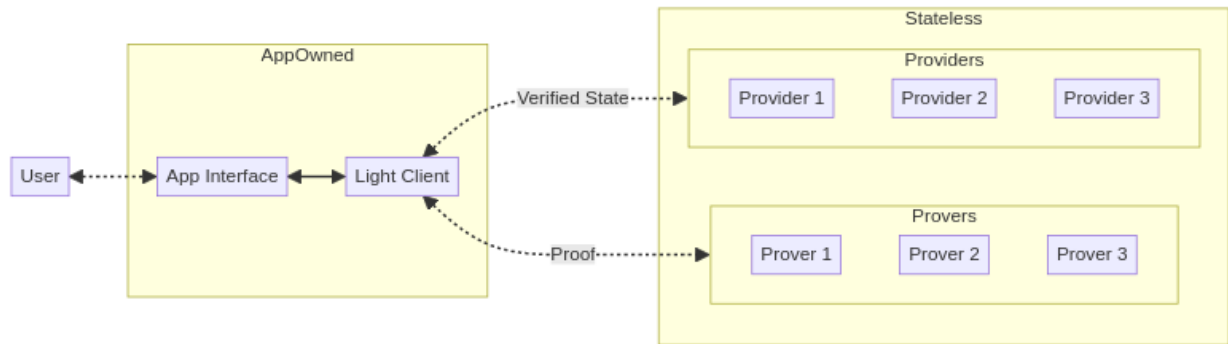 Stateless
AppOwned
Providers
Provider 1
Provider 2
Provider 3
Verified State
User
App Interface
Light Client
Provers
Proof
Prover 1
Prover 2
Prover 3